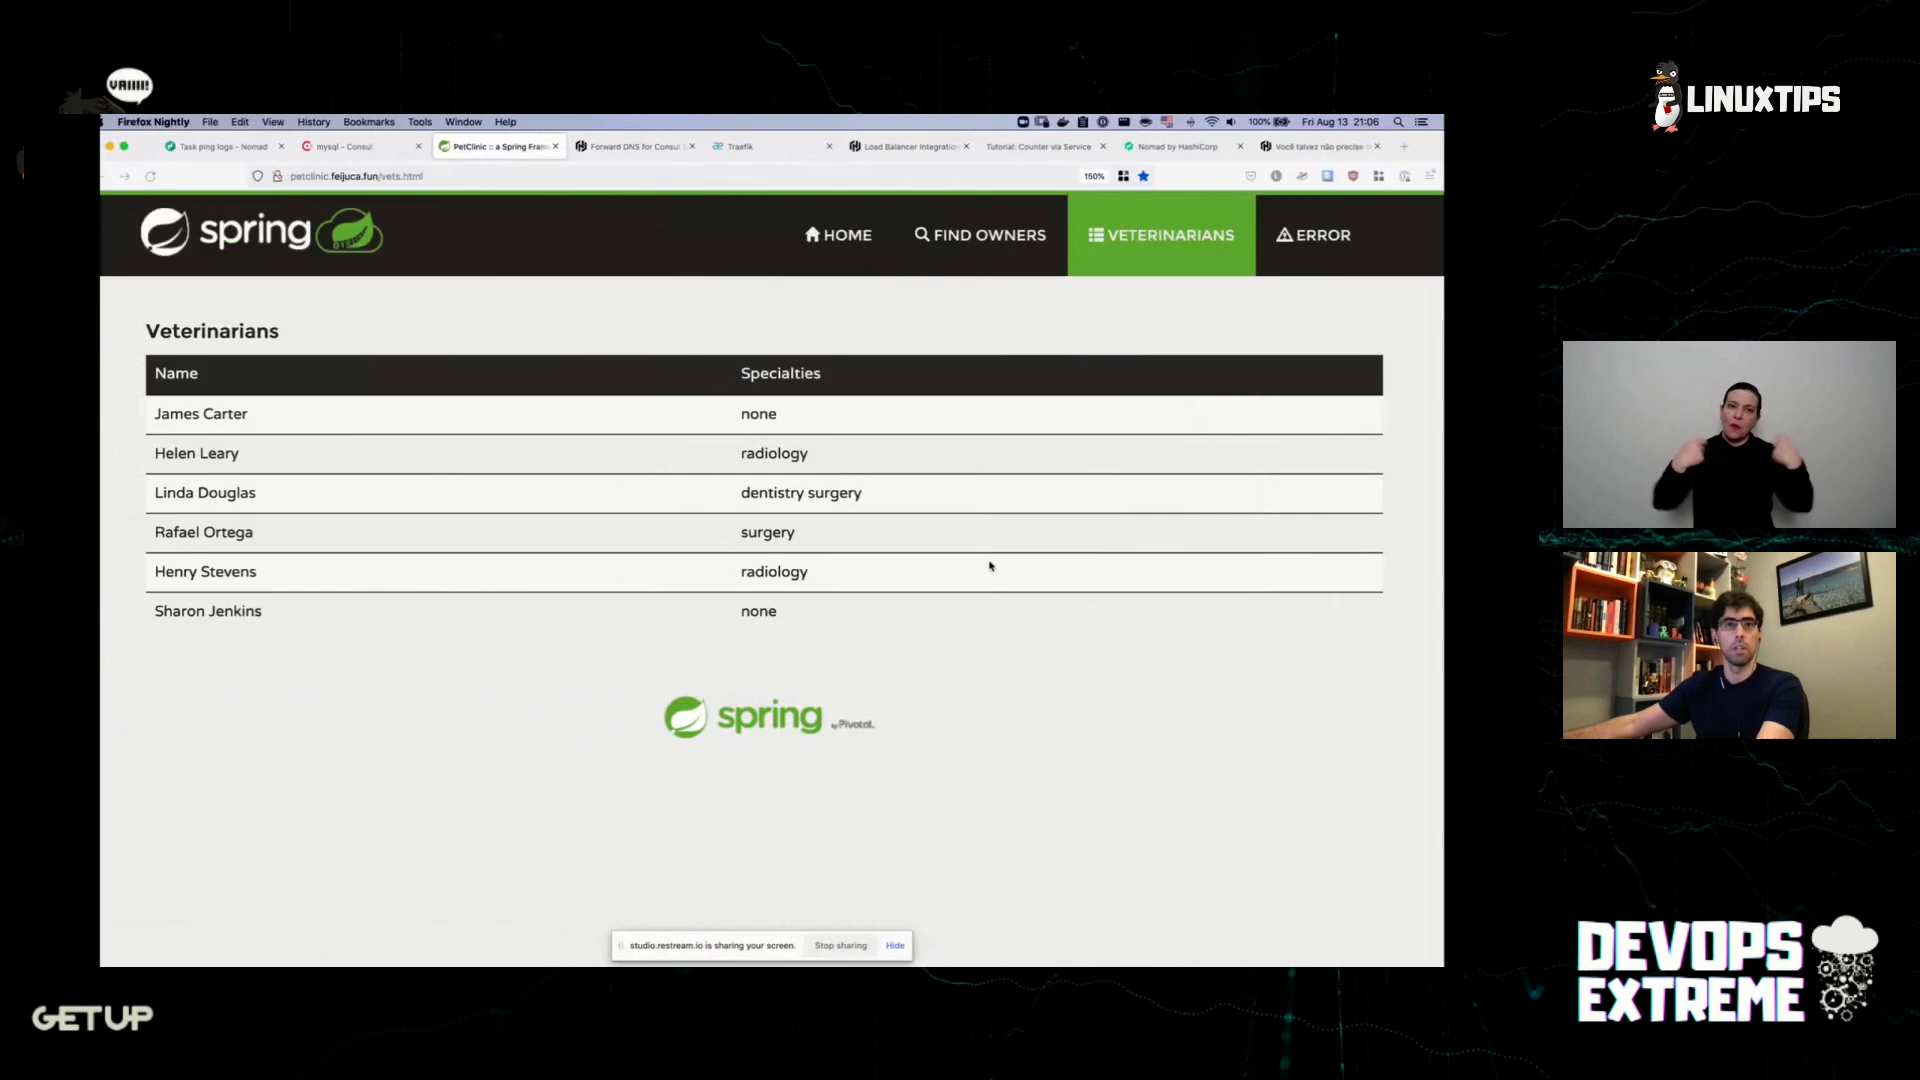 VAIIII!
LINUXTIPS
Firefox Nightly File Edit View History Bookmarks Tools Window Help 100% Fri Aug 13 21:06
Task ping logs - Nomad mysql - Consul PetClinic :: a Spring Fram Forward DNS for Consul Traefik Load Balancer Integratio Tutorial: Counter via Service Nomad by HashiCorp Você talvez não precise
petclinic.feijuca.fun/vets.html 150%
spring HOME FIND OWNERS VETERINARIANS ERROR
Veterinarians
Name Specialties
James Carter none
Helen Leary radiology
Linda Douglas dentistry surgery
Rafael Ortega surgery
Henry Stevens radiology
Sharon Jenkins none
spring by Pivotal.
studio.restream.io is sharing your screen. Stop sharing Hide
DEVOPS
EXTREME
GETUP